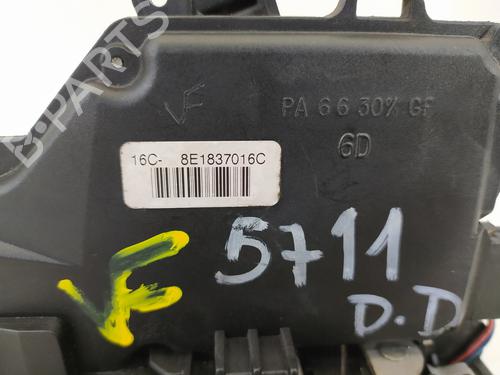 B-PARTS
VF
PA 6 6 30% GF
6D
16C- 8E1837016C
5711
VF
D.D